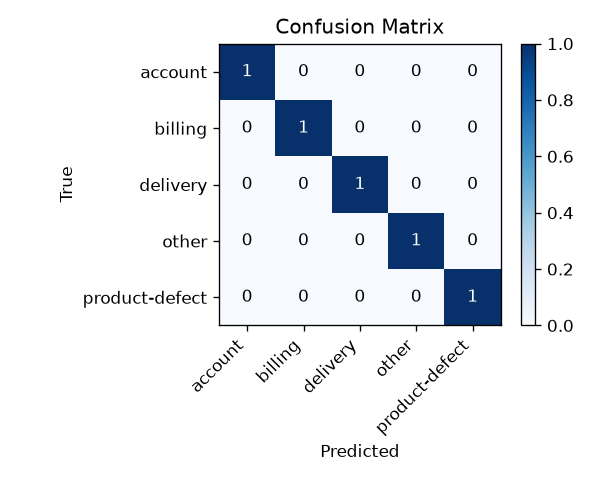 Confusion Matrix
account 1 0 0 0 0
billing 0 1 0 0 0
delivery 0 0 1 0 0
other 0 0 0 1 0
product-defect 0 0 0 0 1
True
account billing delivery other product-defect
Predicted
1.0
0.8
0.6
0.4
0.2
0.0